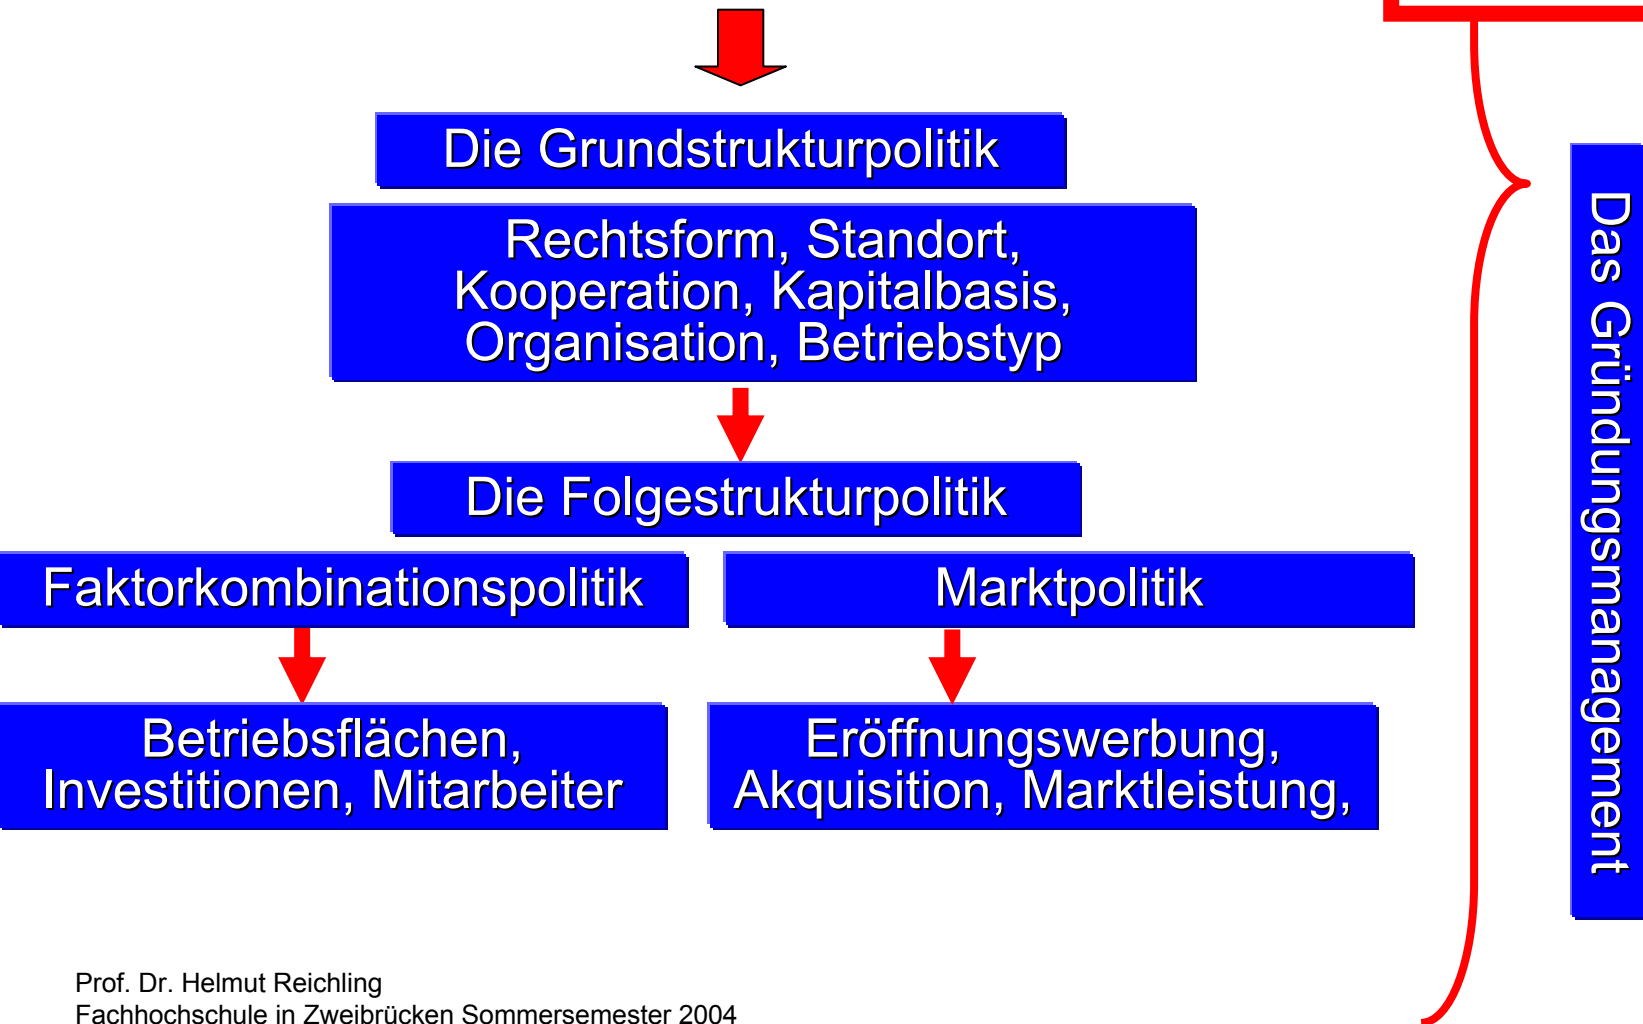 Die Grundstrukturpolitik
Rechtsform, Standort,
Kooperation, Kapitalbasis,
Organisation, Betriebstyp
Die Folgestrukturpolitik
Faktorkombinationspolitik
Marktpolitik
Betriebsflächen,
Investitionen, Mitarbeiter
Eröffnungswerbung,
Akquisition, Marktleistung,
Das Gründungsmanagement
Prof. Dr. Helmut Reichling
Fachhochschule in Zweibrücken Sommersemester 2004